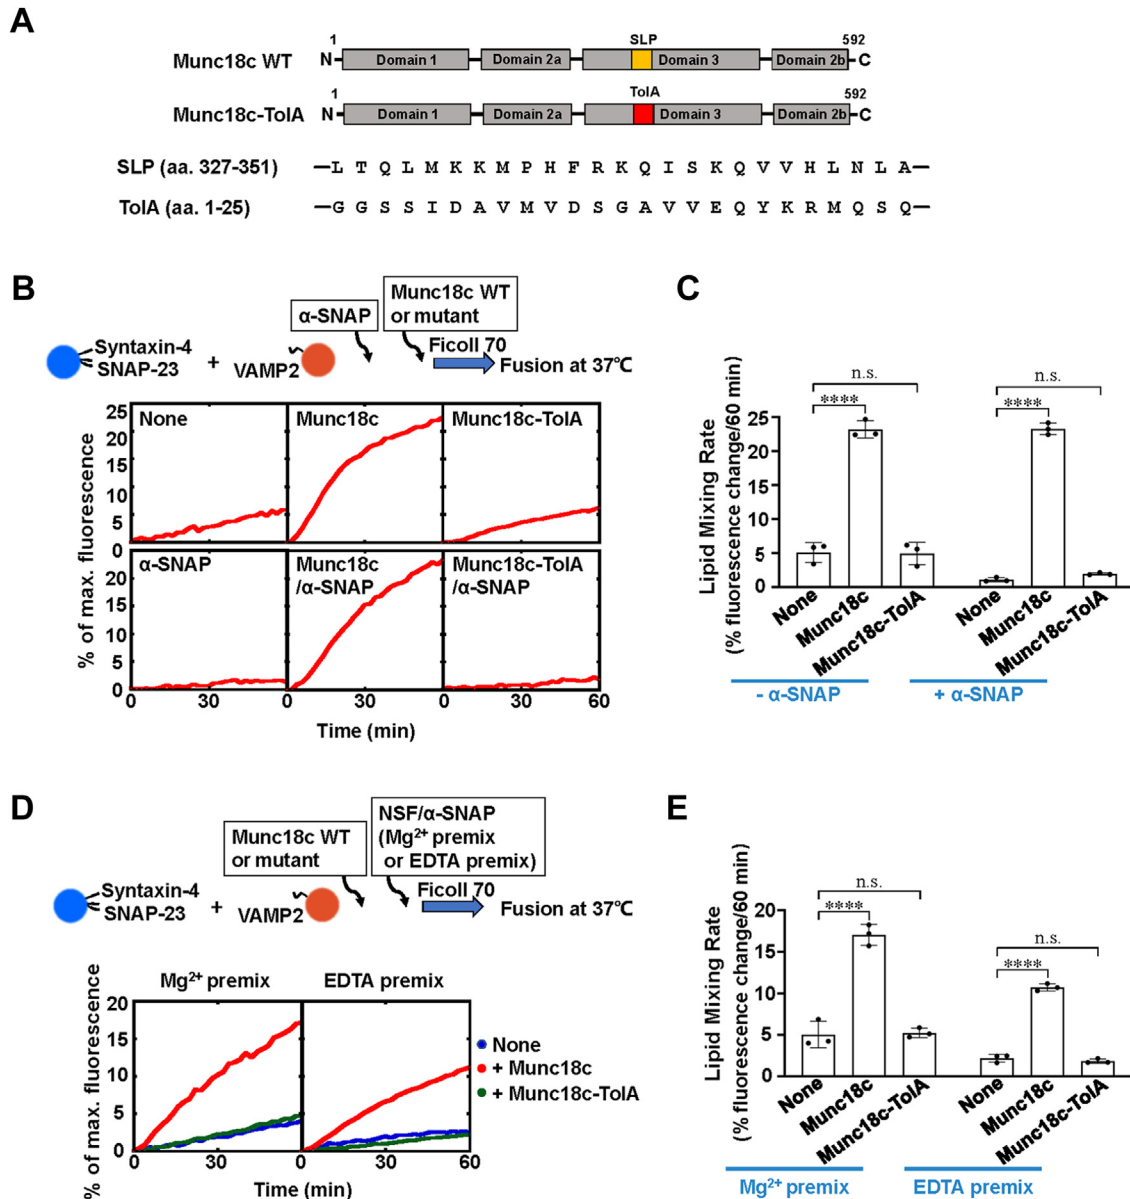 A
1
SLP
592
Munc18c WT
N
Domain 1
Domain 2a
Domain 3
Domain 2b
C
1
TolA
592
Munc18c-TolA
N
Domain 1
Domain 2a
Domain 3
Domain 2b
C
SLP (aa. 327-351)
L T Q L M K K M P H F R K Q I S K Q V V H L N L A
TolA (aa. 1-25)
G G S S I D A V M V D S G A V V E Q Y K R M Q S Q
B
α-SNAP
Munc18c WT
or mutant
Syntaxin-4
SNAP-23
+
VAMP2
Ficoll 70
Fusion at 37℃
% of max. fluorescence
25
20
15
10
5
0
20
15
10
5
0
None
Munc18c
Munc18c-TolA
α-SNAP
Munc18c
/α-SNAP
Munc18c-TolA
/α-SNAP
0
30
0
30
0
30
60
Time (min)
C
Lipid Mixing Rate
(% fluorescence change/60 min)
25
20
15
10
5
0
n.s.
****
n.s.
****
None
Munc18c
Munc18c-TolA
None
Munc18c
Munc18c-TolA
- α-SNAP
+ α-SNAP
D
Munc18c WT
or mutant
NSF/α-SNAP
(Mg²⁺ premix
or EDTA premix)
Syntaxin-4
SNAP-23
+
VAMP2
Ficoll 70
Fusion at 37℃
Mg²⁺ premix
EDTA premix
% of max. fluorescence
20
15
10
5
0
0
30
0
30
60
Time (min)
None
+ Munc18c
+ Munc18c-TolA
E
Lipid Mixing Rate
(% fluorescence change/60 min)
20
15
10
5
0
n.s.
****
n.s.
****
None
Munc18c
Munc18c-TolA
None
Munc18c
Munc18c-TolA
Mg²⁺ premix
EDTA premix